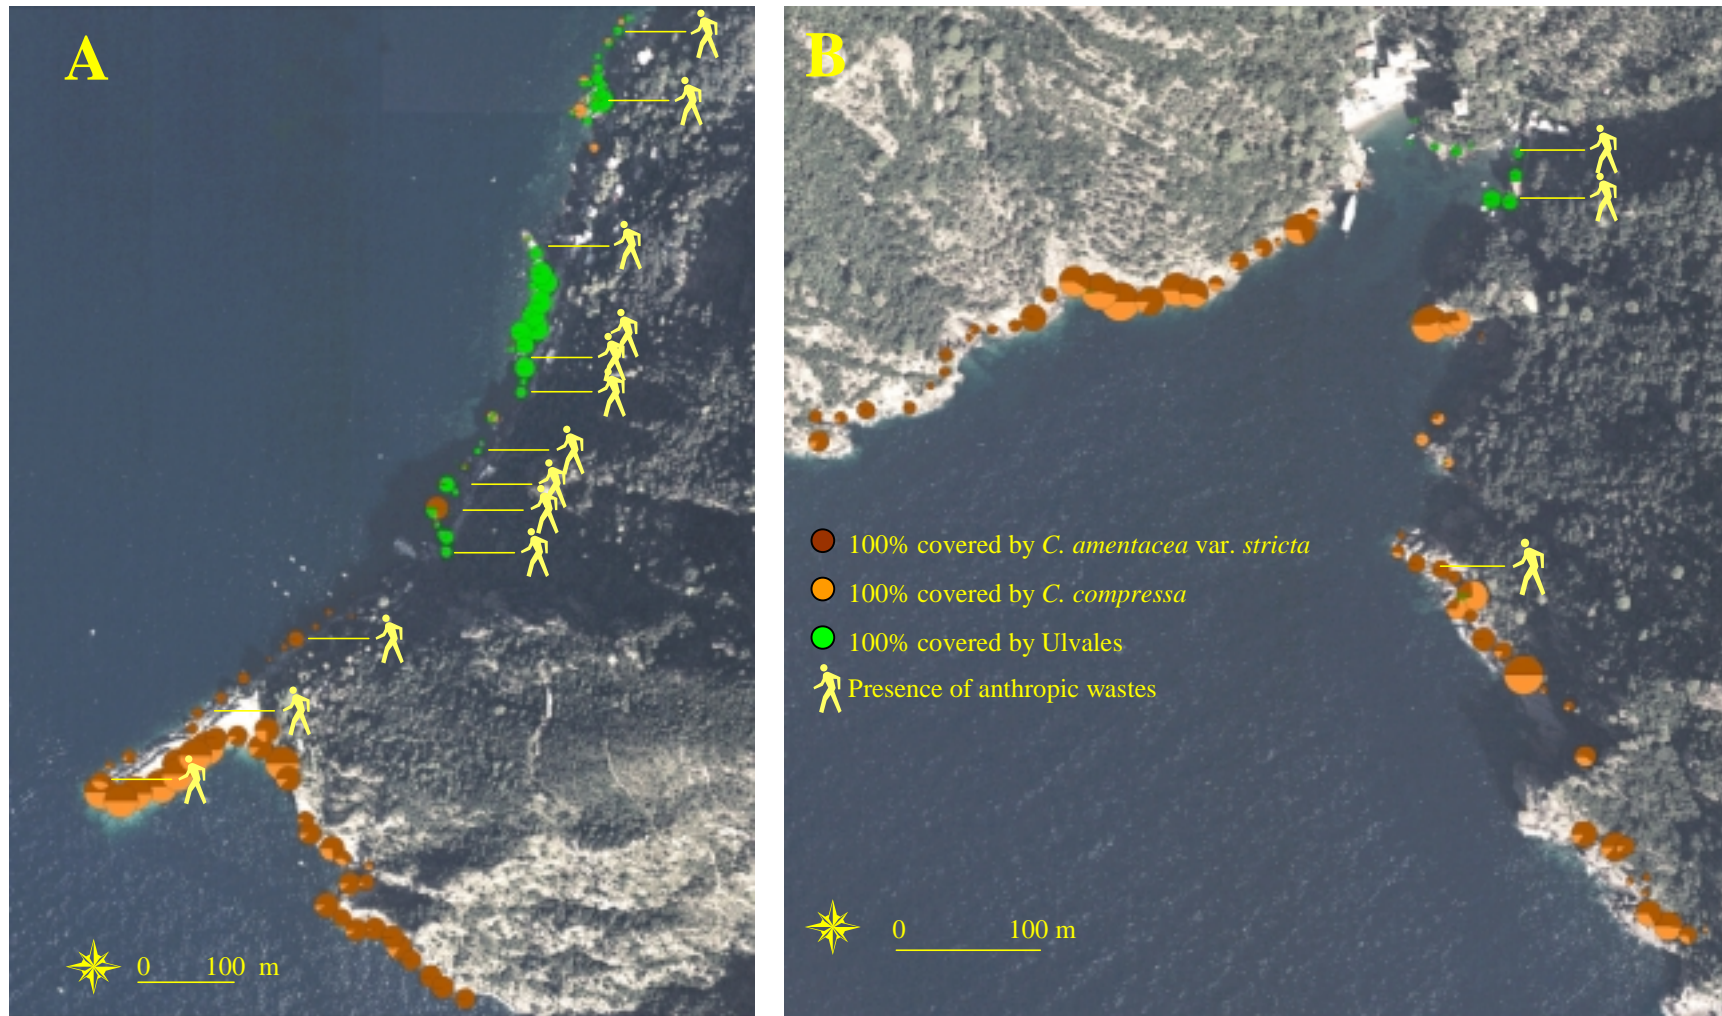 A
B
100% covered by C. amentacea var. stricta
100% covered by C. compressa
100% covered by Ulvales
Presence of anthropic wastes
0 100 m
0 100 m